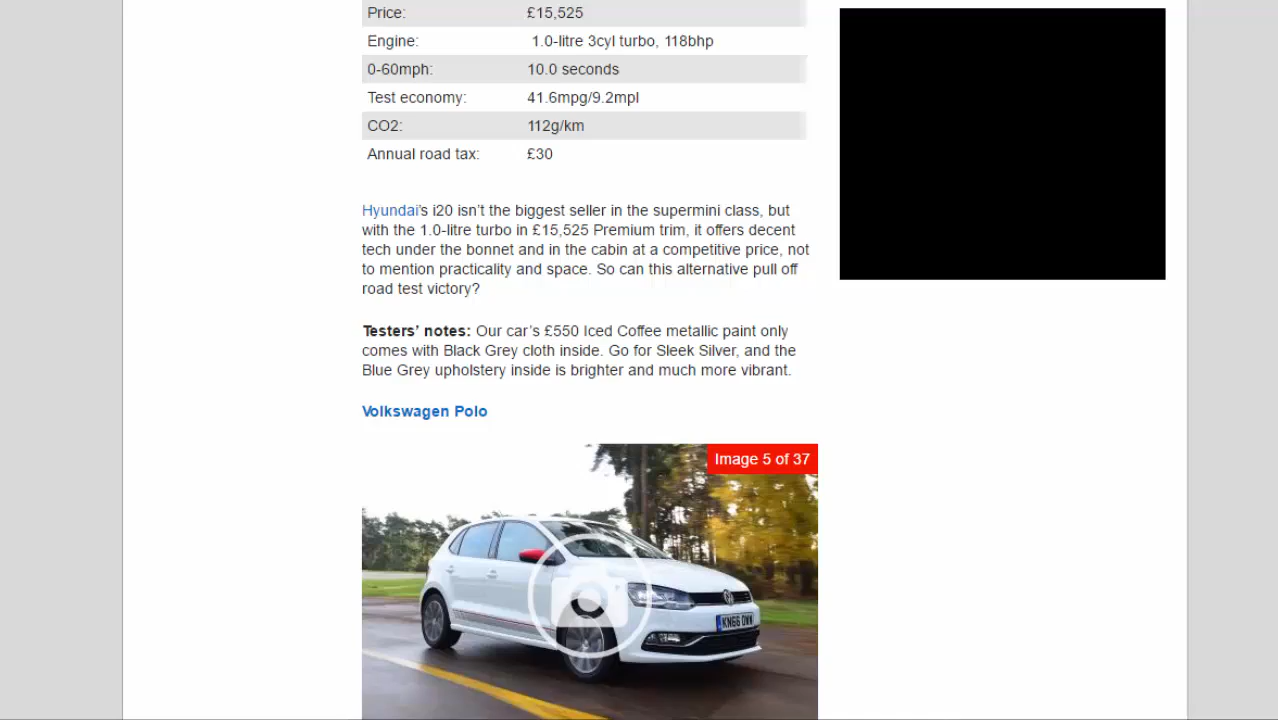 Price: £15,525
Engine: 1.0-litre 3cyl turbo, 118bhp
0-60mph: 10.0 seconds
Test economy: 41.6mpg/9.2mpl
CO2: 112g/km
Annual road tax: £30
Hyundai's i20 isn't the biggest seller in the supermini class, but
with the 1.0-litre turbo in £15,525 Premium trim, it offers decent
tech under the bonnet and in the cabin at a competitive price, not
to mention practicality and space. So can this alternative pull off
road test victory?
Testers' notes: Our car's £550 Iced Coffee metallic paint only
comes with Black Grey cloth inside. Go for Sleek Silver, and the
Blue Grey upholstery inside is brighter and much more vibrant.
Volkswagen Polo
Image 5 of 37
KN66 OWW